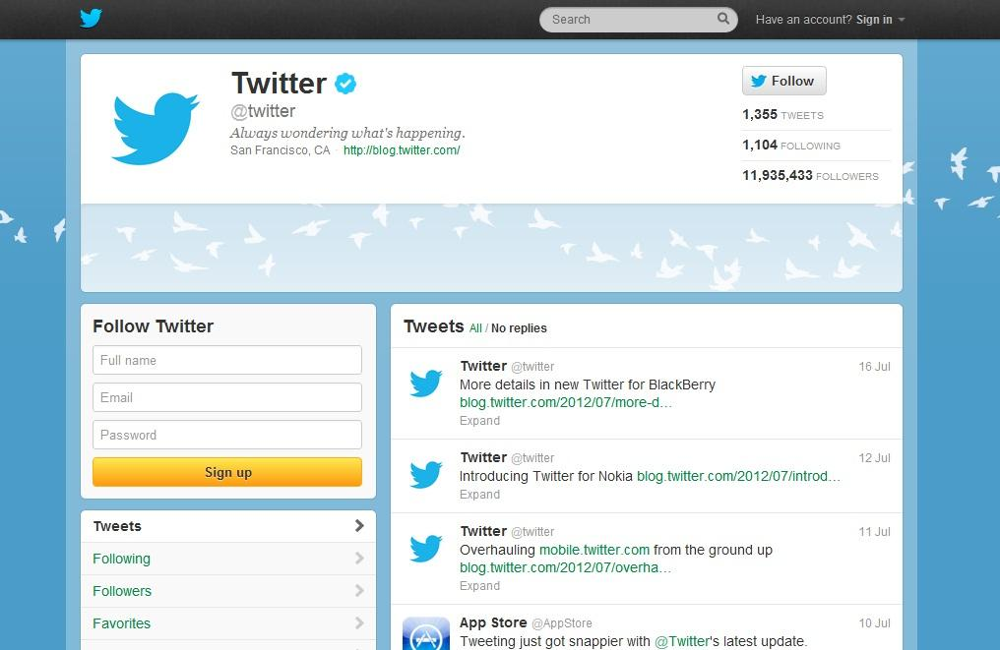 Search
Have an account? Sign in
Twitter
@twitter
Always wondering what's happening.
San Francisco, CA · http://blog.twitter.com/
Follow
1,355 TWEETS
1,104 FOLLOWING
11,935,433 FOLLOWERS
Follow Twitter
Full name
Email
Password
Sign up
Tweets
Following
Followers
Favorites
Tweets All / No replies
Twitter @twitter 16 Jul
More details in new Twitter for BlackBerry
blog.twitter.com/2012/07/more-d…
Expand
Twitter @twitter 12 Jul
Introducing Twitter for Nokia blog.twitter.com/2012/07/introd…
Expand
Twitter @twitter 11 Jul
Overhauling mobile.twitter.com from the ground up
blog.twitter.com/2012/07/overha…
Expand
App Store @AppStore 10 Jul
Tweeting just got snappier with @Twitter's latest update.